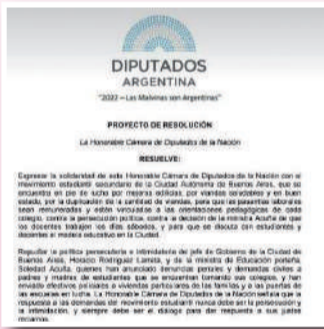 DIPUTADOS
ARGENTINA
"2022 – Las Malvinas son Argentinas"
PROYECTO DE RESOLUCIÓN
La Honorable Cámara de Diputados de la Nación
RESUELVE:
Expresar la solidaridad de esta Honorable Cámara de Diputados de la Nación con el
movimiento estudiantil secundario de la Ciudad Autónoma de Buenos Aires, que se
encuentra en pie de lucha por mejoras edilicias, por viandas saludables y en buen
estado, por la duplicación de la cantidad de viandas, para que las pasantías laborales
sean remuneradas y estén vinculadas a las orientaciones pedagógicas de cada
colegio, contra la persecución política, contra la decisión de la ministra Acuña de que
los docentes trabajen los días sábados, y para que se discuta con estudiantes y
docentes el modelo educativo en la Ciudad.
Repudiar la política persecutoria e intimidatoria del jefe de Gobierno de la Ciudad de
Buenos Aires, Horacio Rodríguez Larreta, y de la ministra de Educación porteña,
Soledad Acuña, quienes han anunciado denuncias penales y demandas civiles a
padres y madres de estudiantes que se encuentran tomando sus colegios, y han
enviado efectivos policiales a viviendas particulares de las familias y a las puertas de
las escuelas en lucha. La Honorable Cámara de Diputados de la Nación señala que la
respuesta a las demandas del movimiento estudiantil nunca debe ser la persecución y
la intimidación, y siempre debe ser el diálogo para dar respuesta a sus justos
reclamos.